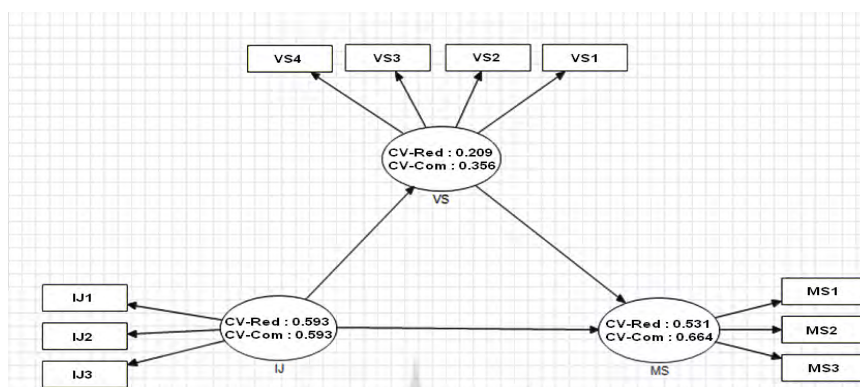 VS4
VS3
VS2
VS1
CV-Red : 0.209
CV-Com : 0.356
VS
IJ1
IJ2
IJ3
CV-Red : 0.593
CV-Com : 0.593
IJ
CV-Red : 0.531
CV-Com : 0.664
MS
MS1
MS2
MS3